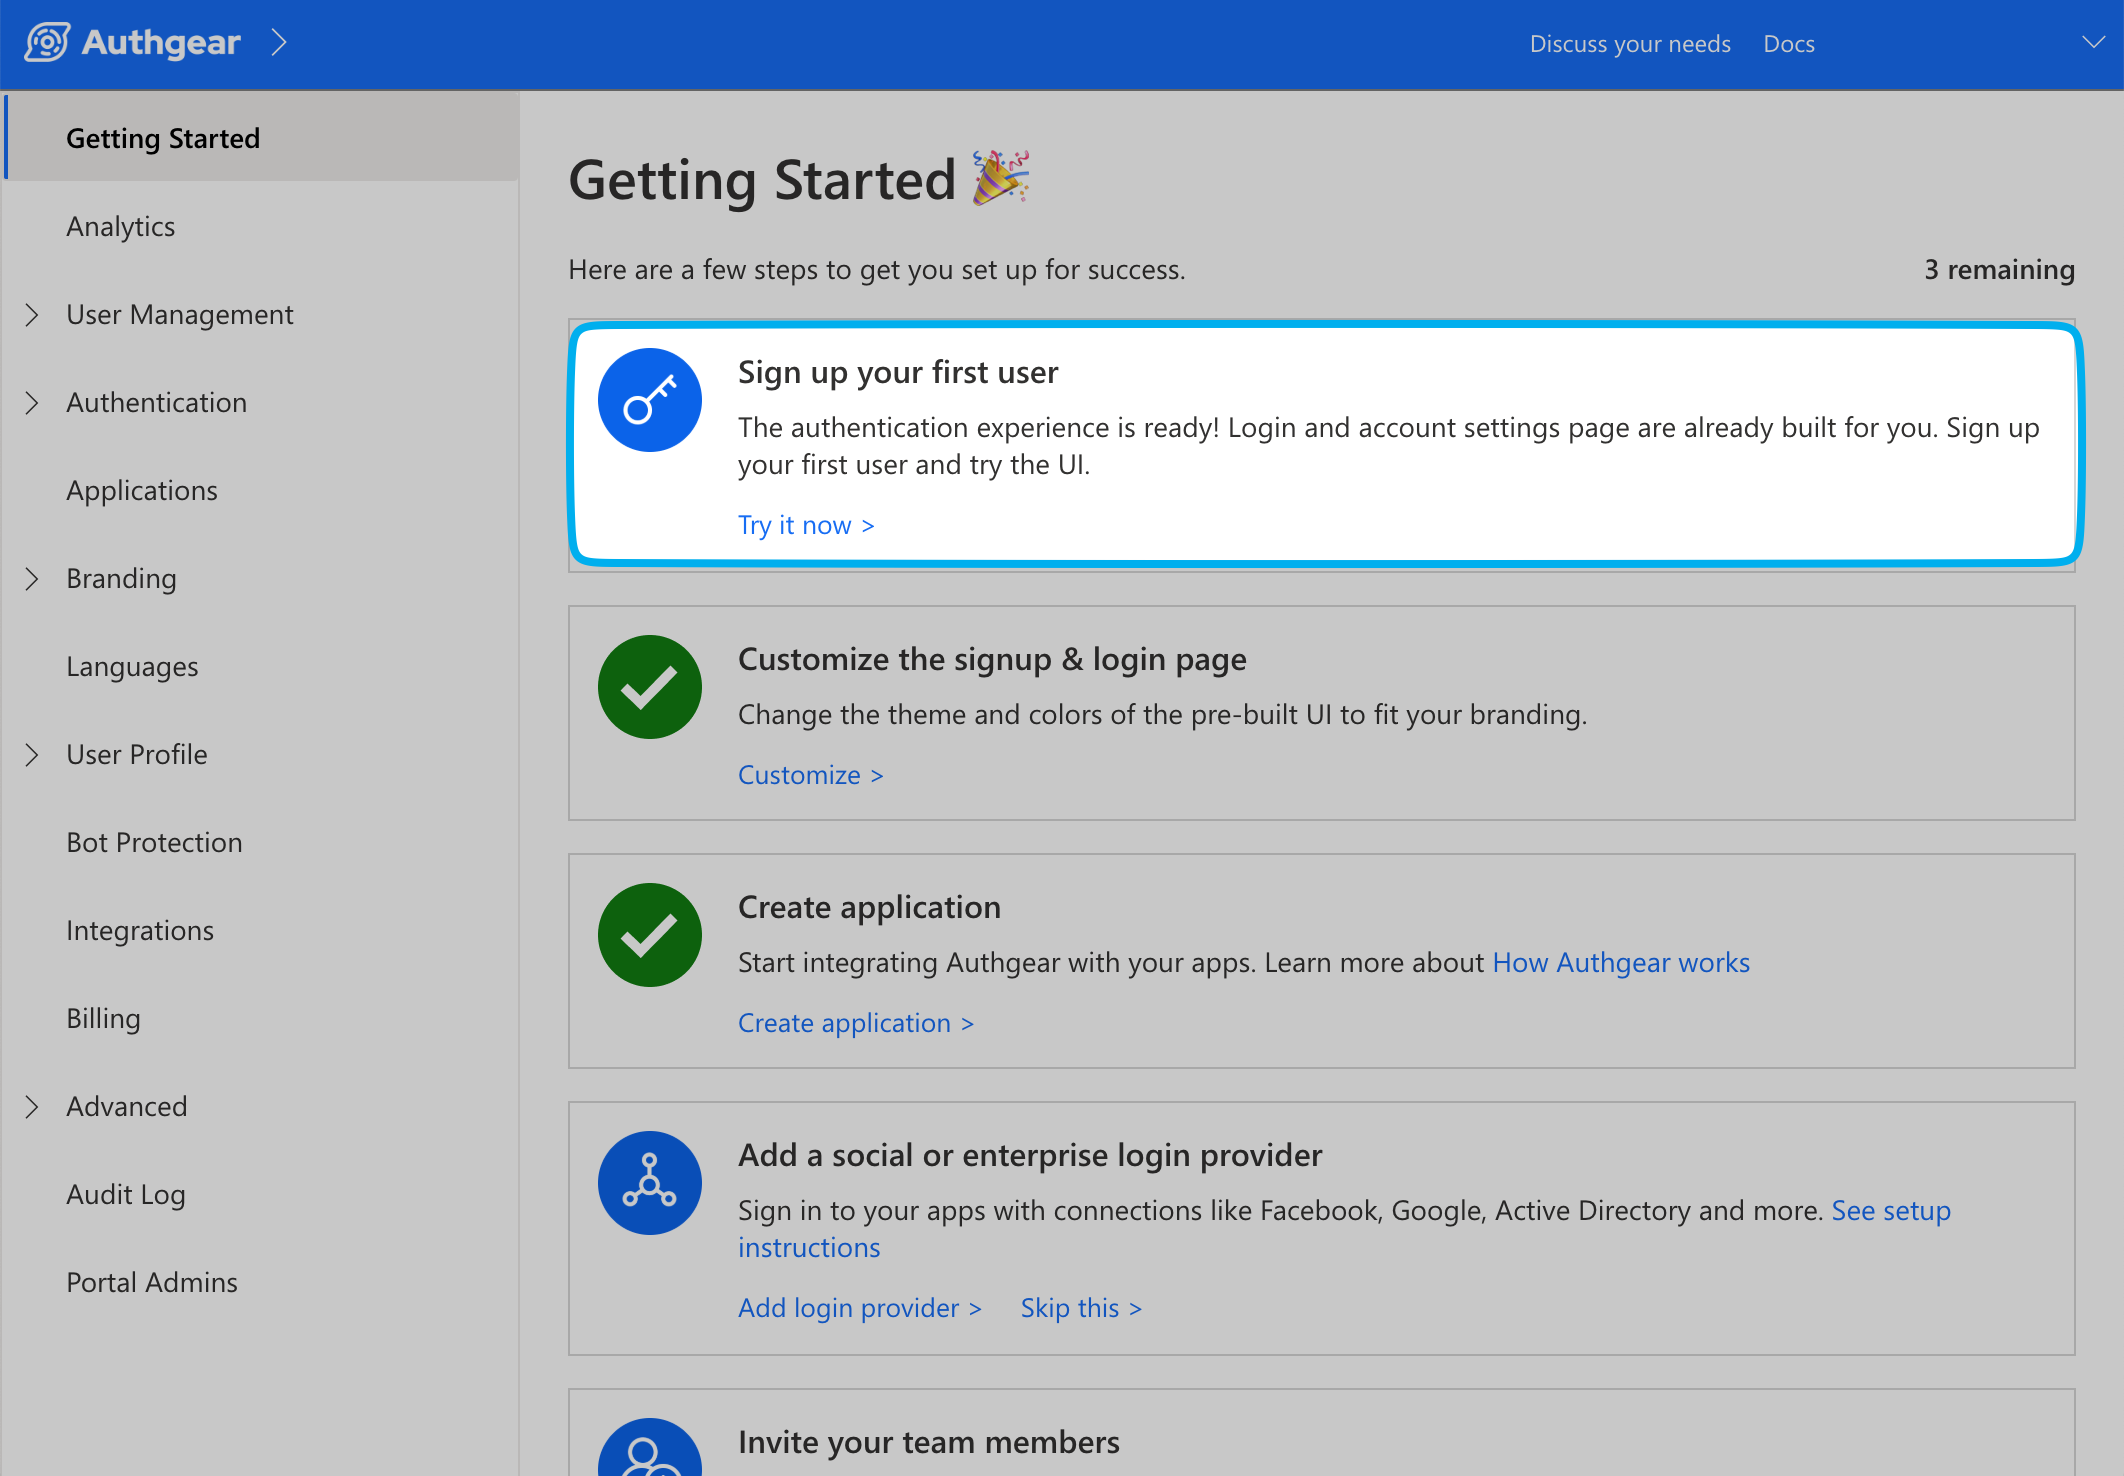 Authgear
Discuss your needs
Docs
Getting Started
Analytics
User Management
Authentication
Applications
Branding
Languages
User Profile
Bot Protection
Integrations
Billing
Advanced
Audit Log
Portal Admins
Getting Started
Here are a few steps to get you set up for success.
3 remaining
Sign up your first user
The authentication experience is ready! Login and account settings page are already built for you. Sign up
your first user and try the UI.
Try it now >
Customize the signup & login page
Change the theme and colors of the pre-built UI to fit your branding.
Customize >
Create application
Start integrating Authgear with your apps. Learn more about How Authgear works
Create application >
Add a social or enterprise login provider
Sign in to your apps with connections like Facebook, Google, Active Directory and more. See setup
instructions
Add login provider > Skip this >
Invite your team members